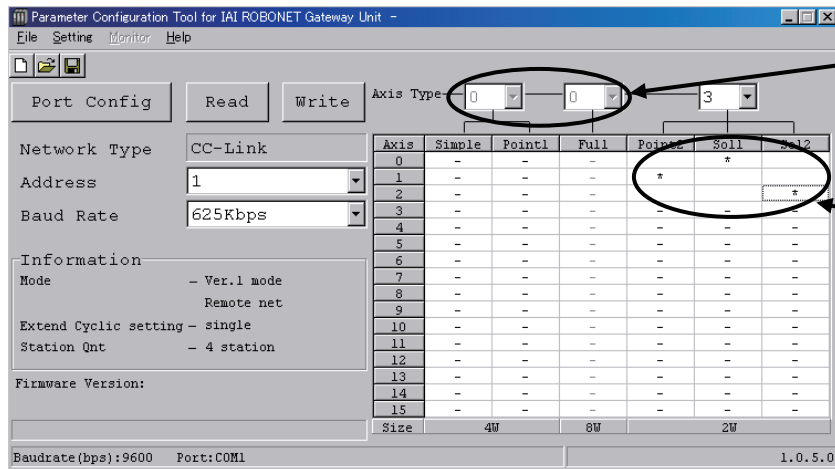 Parameter Configuration Tool for IAI ROBONET Gateway Unit -
File Setting Monitor Help
Port Config Read Write Axis Type 0 0 3
Network Type CC-Link
Address 1
Baud Rate 625Kbps
Axis Simple Point1 Full Point2 Sol1 Sol2
0 - - - *
1 - - - *
2 - - - *
3 - - - - - -
4 - - - - - -
5 - - - - - -
6 - - - - - -
7 - - - - - -
8 - - - - - -
9 - - - - - -
10 - - - - - -
11 - - - - - -
12 - - - - - -
13 - - - - - -
14 - - - - - -
15 - - - - - -
Size 4W 8W 2W
Information
Mode - Ver.1 mode
Remote net
Extend Cyclic setting - single
Station Qnt - 4 station
Firmware Version:
Baudrate(bps):9600 Port:COM1 1.0.5.0